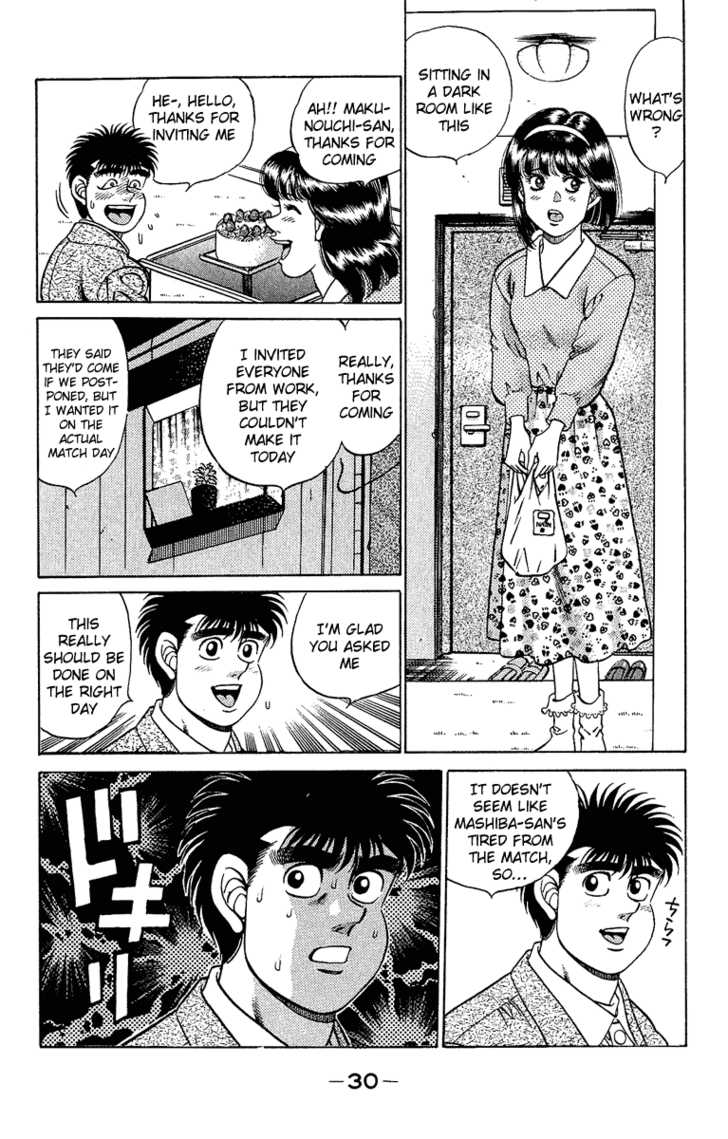 WHAT'S
WRONG
?
SITTING IN
A DARK
ROOM LIKE
THIS
AH!! MAKU-
NOUCHI-SAN,
THANKS FOR
COMING
HE-, HELLO,
THANKS FOR
INVITING ME
REALLY,
THANKS
FOR
COMING
I INVITED
EVERYONE
FROM WORK,
BUT THEY
COULDN'T
MAKE IT
TODAY
THEY SAID
THEY'D COME
IF WE POST-
PONED, BUT
I WANTED IT
ON THE
ACTUAL
MATCH DAY
I'M GLAD
YOU ASKED
ME
THIS
REALLY
SHOULD BE
DONE ON
THE RIGHT
DAY
IT DOESN'T
SEEM LIKE
MASHIBA-SAN'S
TIRED FROM
THE MATCH,
SO...
チラッ
ドキッ
-30-